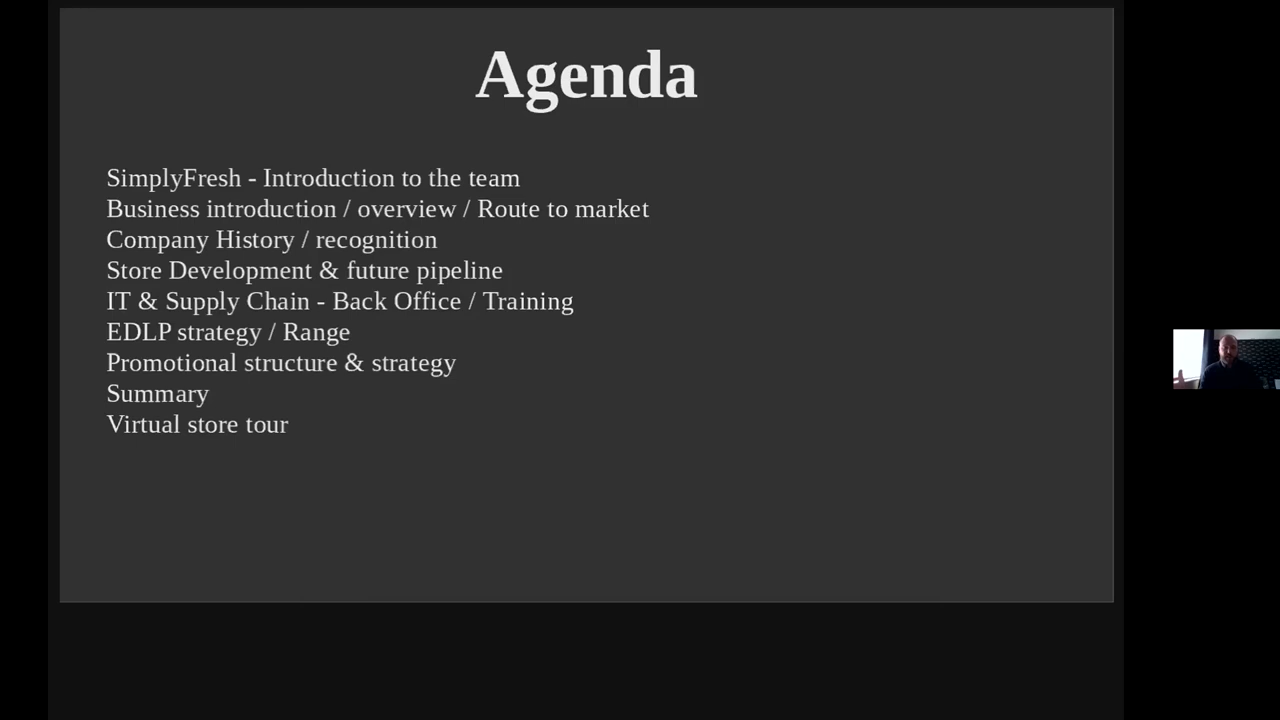 Agenda
SimplyFresh - Introduction to the team
Business introduction / overview / Route to market
Company History / recognition
Store Development & future pipeline
IT & Supply Chain - Back Office / Training
EDLP strategy / Range
Promotional structure & strategy
Summary
Virtual store tour